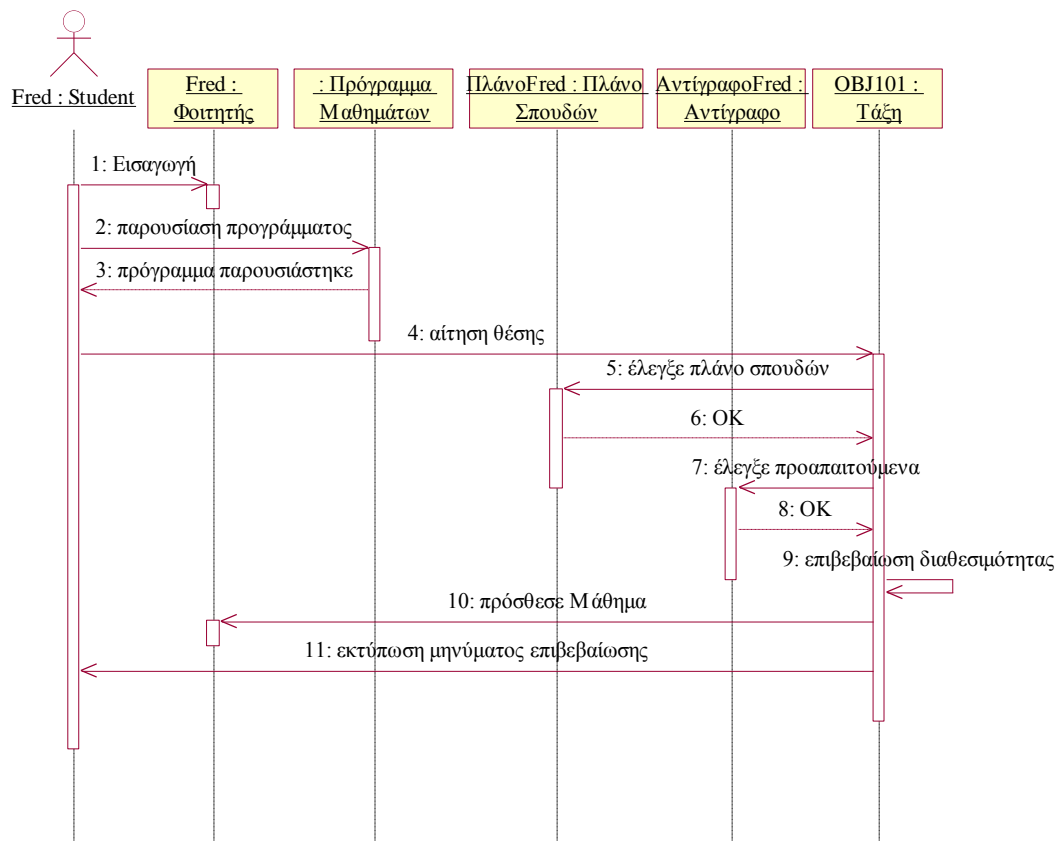 Fred : Student
Fred :
Φοιτητής
: Πρόγραμμα
Μαθημάτων
ΠλάνοFred : Πλάνο
Σπουδών
ΑντίγραφοFred :
Αντίγραφο
OBJ101 :
Τάξη
1: Εισαγωγή
2: παρουσίαση προγράμματος
3: πρόγραμμα παρουσιάστηκε
4: αίτηση θέσης
5: έλεγξε πλάνο σπουδών
6: OK
7: έλεγξε προαπαιτούμενα
8: OK
9: επιβεβαίωση διαθεσιμότητας
10: πρόσθεσε Μάθημα
11: εκτύπωση μηνύματος επιβεβαίωσης